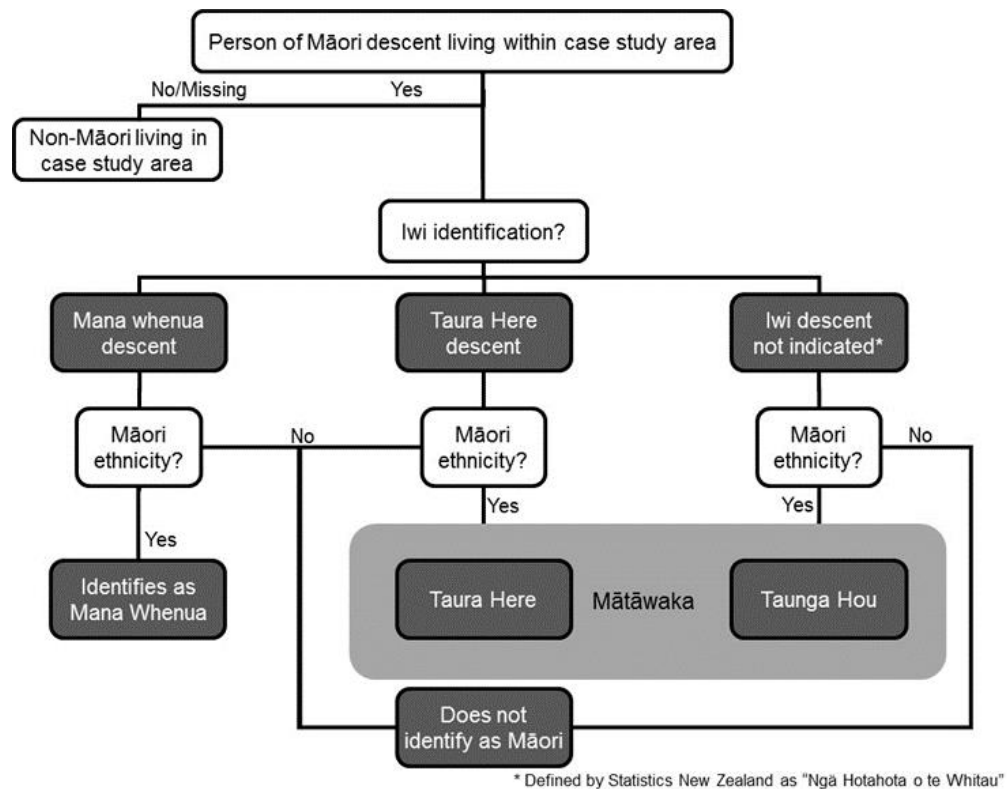 Person of Māori descent living within case study area
No/Missing
Yes
Non-Māori living in
case study area
Iwi identification?
Mana whenua
descent
Taura Here
descent
Iwi descent
not indicated*
Māori
ethnicity?
No
Māori
ethnicity?
Māori
ethnicity?
No
Yes
Yes
Yes
Identifies as
Mana Whenua
Taura Here
Mātāwaka
Taunga Hou
Does not
identify as Māori
* Defined by Statistics New Zealand as "Ngā Hotahota o te Whitau"